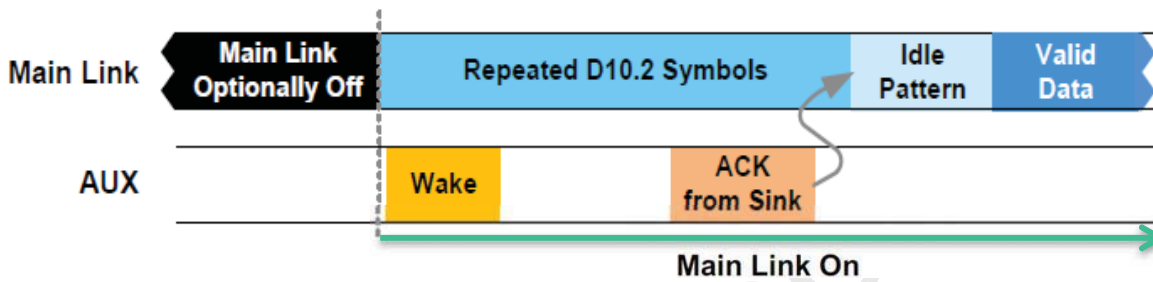 Main Link
Main Link
Optionally Off
Repeated D10.2 Symbols
Idle
Pattern
Valid
Data
AUX
Wake
ACK
from Sink
Main Link On